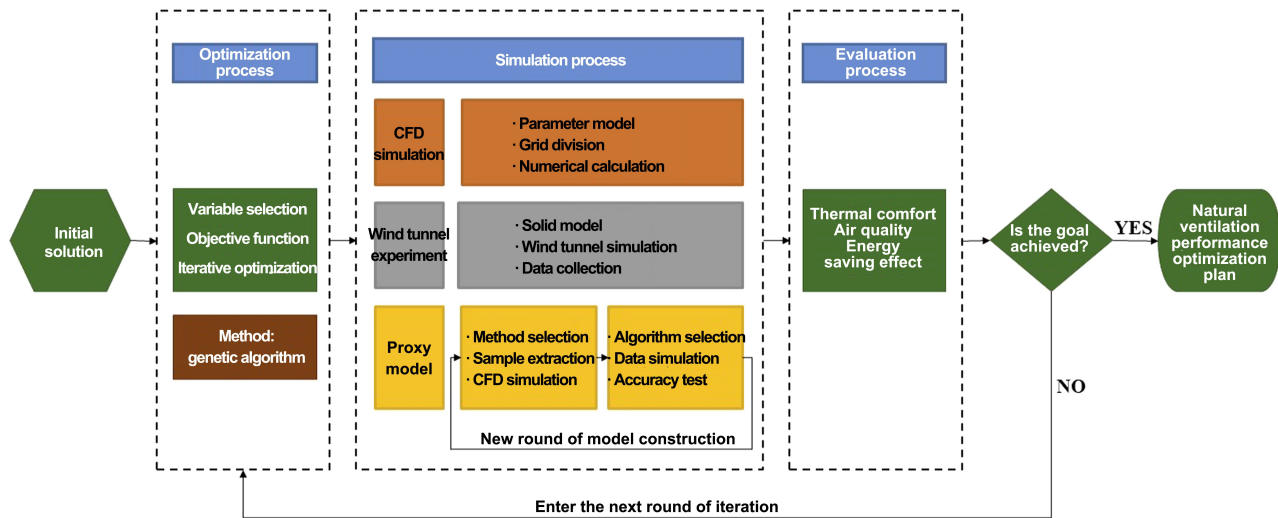 Optimization
process
Simulation process
Evaluation
process
CFD
simulation
· Parameter model
· Grid division
· Numerical calculation
Initial
solution
Variable selection
Objective function
Iterative optimization
Wind tunnel
experiment
· Solid model
· Wind tunnel simulation
· Data collection
Thermal comfort
Air quality
Energy
saving effect
Is the goal
achieved?
YES
Natural
ventilation
performance
optimization
plan
Method:
genetic algorithm
Proxy
model
· Method selection
· Sample extraction
· CFD simulation
· Algorithm selection
· Data simulation
· Accuracy test
NO
New round of model construction
Enter the next round of iteration